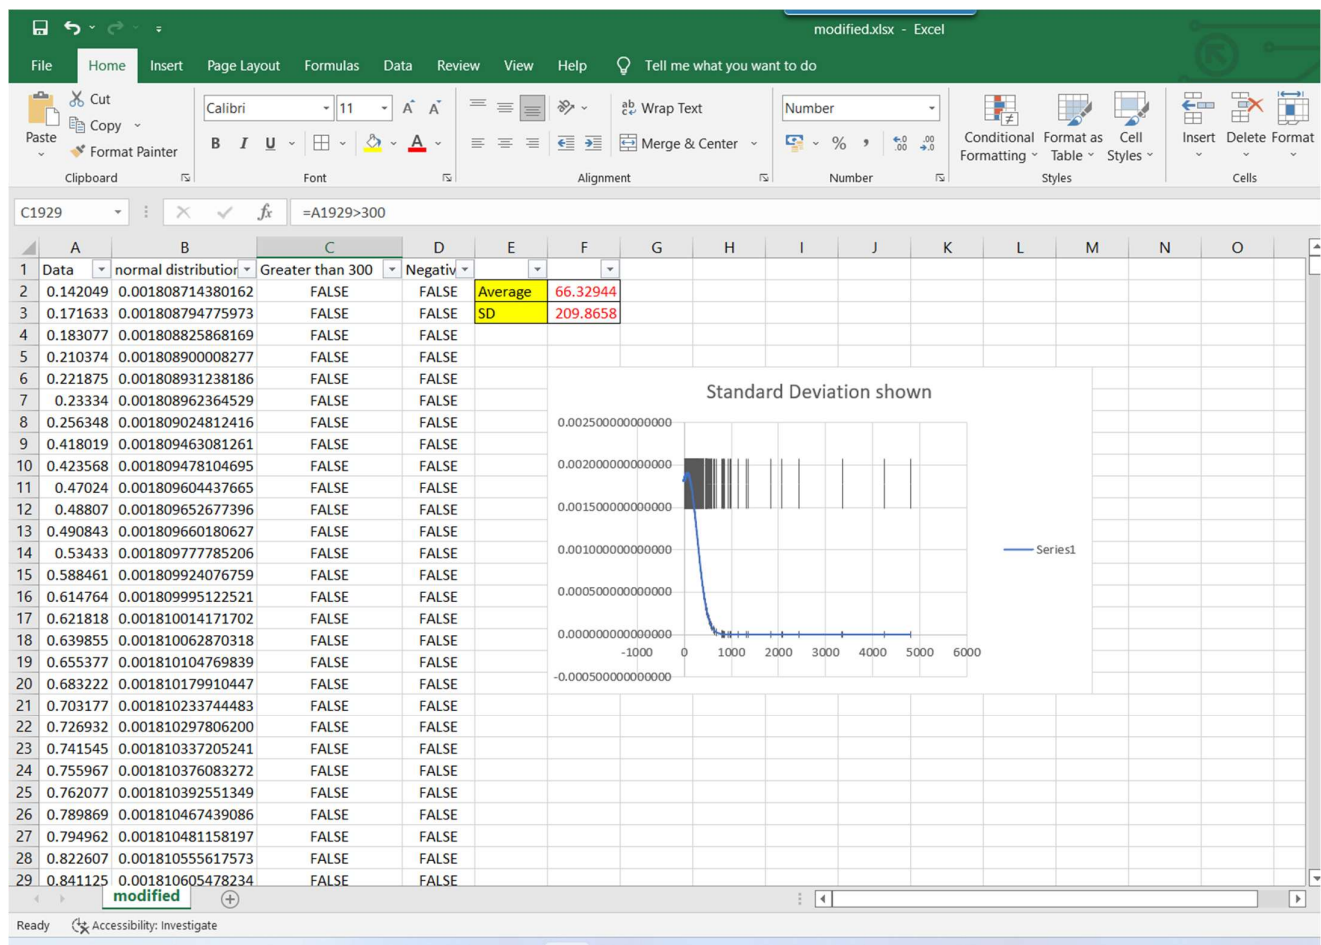 modified.xlsx - Excel
File Home Insert Page Layout Formulas Data Review View Help Tell me what you want to do
Paste
Cut
Copy
Format Painter
Clipboard
Calibri 11 A A
B I U A
Font
ab Wrap Text
Merge & Center
Alignment
Number
% ,
Number
Conditional Formatting
Format as Table
Cell Styles
Styles
Insert Delete Format
Cells
C1929 fx =A1929>300
A B C D E F G H I J K L M N O
1 Data normal distribution Greater than 300 Negativ
2 0.142049 0.001808714380162 FALSE FALSE Average 66.32944
3 0.171633 0.001808794775973 FALSE FALSE SD 209.8658
4 0.183077 0.001808825868169 FALSE FALSE
5 0.210374 0.001808900008277 FALSE FALSE
6 0.221875 0.001808931238186 FALSE FALSE
7 0.23334 0.001808962364529 FALSE FALSE
8 0.256348 0.001809024812416 FALSE FALSE
9 0.418019 0.001809463081261 FALSE FALSE
10 0.423568 0.001809478104695 FALSE FALSE
11 0.47024 0.001809604437665 FALSE FALSE
12 0.48807 0.001809652677396 FALSE FALSE
13 0.490843 0.001809660180627 FALSE FALSE
14 0.53433 0.001809777785206 FALSE FALSE
15 0.588461 0.001809924076759 FALSE FALSE
16 0.614764 0.001809995122521 FALSE FALSE
17 0.621818 0.001810014171702 FALSE FALSE
18 0.639855 0.001810062870318 FALSE FALSE
19 0.655377 0.001810104769839 FALSE FALSE
20 0.683222 0.001810179910447 FALSE FALSE
21 0.703177 0.001810233744483 FALSE FALSE
22 0.726932 0.001810297806200 FALSE FALSE
23 0.741545 0.001810337205241 FALSE FALSE
24 0.755967 0.001810376083272 FALSE FALSE
25 0.762077 0.001810392551349 FALSE FALSE
26 0.789869 0.001810467439086 FALSE FALSE
27 0.794962 0.001810481158197 FALSE FALSE
28 0.822607 0.001810555617573 FALSE FALSE
29 0.841125 0.001810605478234 FALSE FALSE
Standard Deviation shown
0.002500000000000
0.002000000000000
0.001500000000000
0.001000000000000
0.000500000000000
0.000000000000000
-1000 0 1000 2000 3000 4000 5000 6000
-0.000500000000000
Series1
modified
Ready Accessibility: Investigate